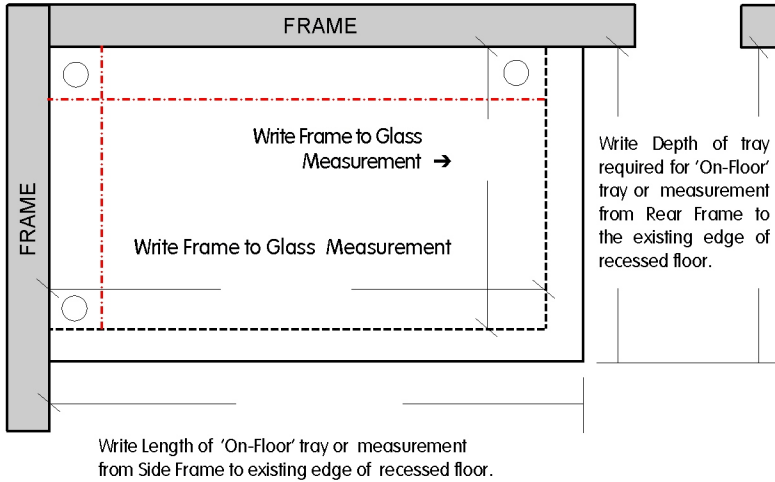 FRAME
Write Frame to Glass
Measurement ➔
Write Depth of tray
required for 'On-Floor'
tray or measurement
from Rear Frame to
the existing edge of
recessed floor.
FRAME
Write Frame to Glass Measurement
Write Length of 'On-Floor' tray or measurement
from Side Frame to existing edge of recessed floor.